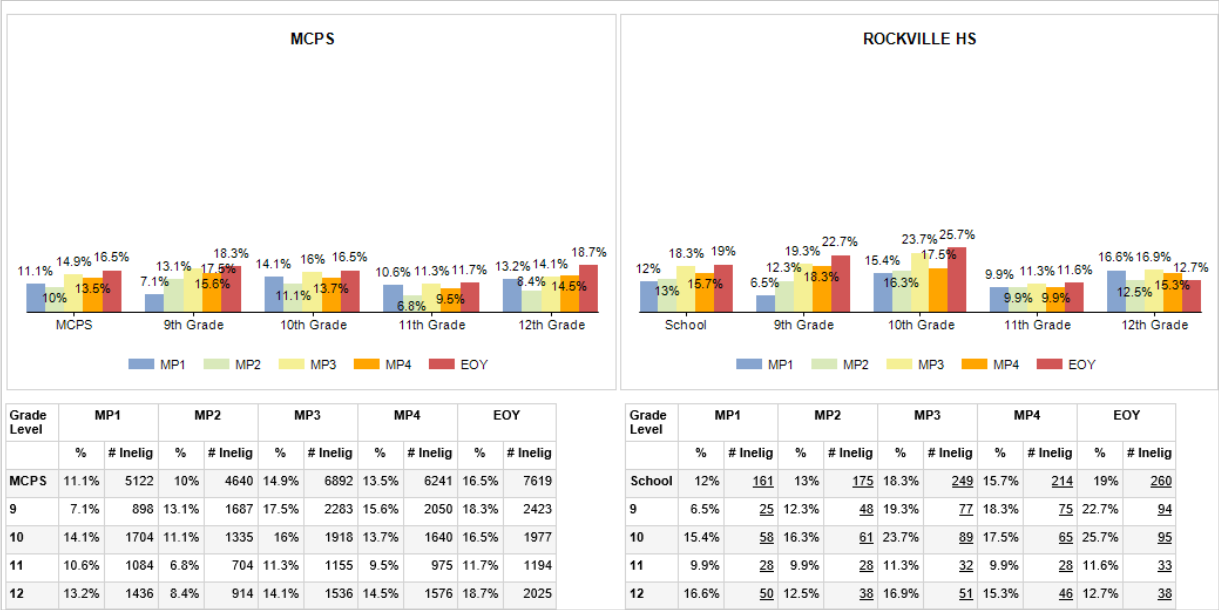 MCPS
11.1% 10% 14.9% 13.5% 16.5% 7.1% 13.1% 17.5% 15.6% 18.3% 14.1% 11.1% 16% 13.7% 16.5% 10.6% 6.8% 11.3% 9.5% 11.7% 13.2% 8.4% 14.1% 14.5% 18.7%
MCPS 9th Grade 10th Grade 11th Grade 12th Grade
MP1 MP2 MP3 MP4 EOY
ROCKVILLE HS
12% 13% 18.3% 15.7% 19% 6.5% 12.3% 19.3% 18.3% 22.7% 15.4% 16.3% 23.7% 17.5% 25.7% 9.9% 9.9% 11.3% 9.9% 11.6% 16.6% 12.5% 16.9% 15.3% 12.7%
School 9th Grade 10th Grade 11th Grade 12th Grade
MP1 MP2 MP3 MP4 EOY
Grade Level MP1 MP2 MP3 MP4 EOY
% # Inelig % # Inelig % # Inelig % # Inelig % # Inelig
MCPS 11.1% 5122 10% 4640 14.9% 6892 13.5% 6241 16.5% 7619
9 7.1% 898 13.1% 1687 17.5% 2283 15.6% 2050 18.3% 2423
10 14.1% 1704 11.1% 1335 16% 1918 13.7% 1640 16.5% 1977
11 10.6% 1084 6.8% 704 11.3% 1155 9.5% 975 11.7% 1194
12 13.2% 1436 8.4% 914 14.1% 1536 14.5% 1576 18.7% 2025
Grade Level MP1 MP2 MP3 MP4 EOY
% # Inelig % # Inelig % # Inelig % # Inelig % # Inelig
School 12% 161 13% 175 18.3% 249 15.7% 214 19% 260
9 6.5% 25 12.3% 48 19.3% 77 18.3% 75 22.7% 94
10 15.4% 58 16.3% 61 23.7% 89 17.5% 65 25.7% 95
11 9.9% 28 9.9% 28 11.3% 32 9.9% 28 11.6% 33
12 16.6% 50 12.5% 38 16.9% 51 15.3% 46 12.7% 38